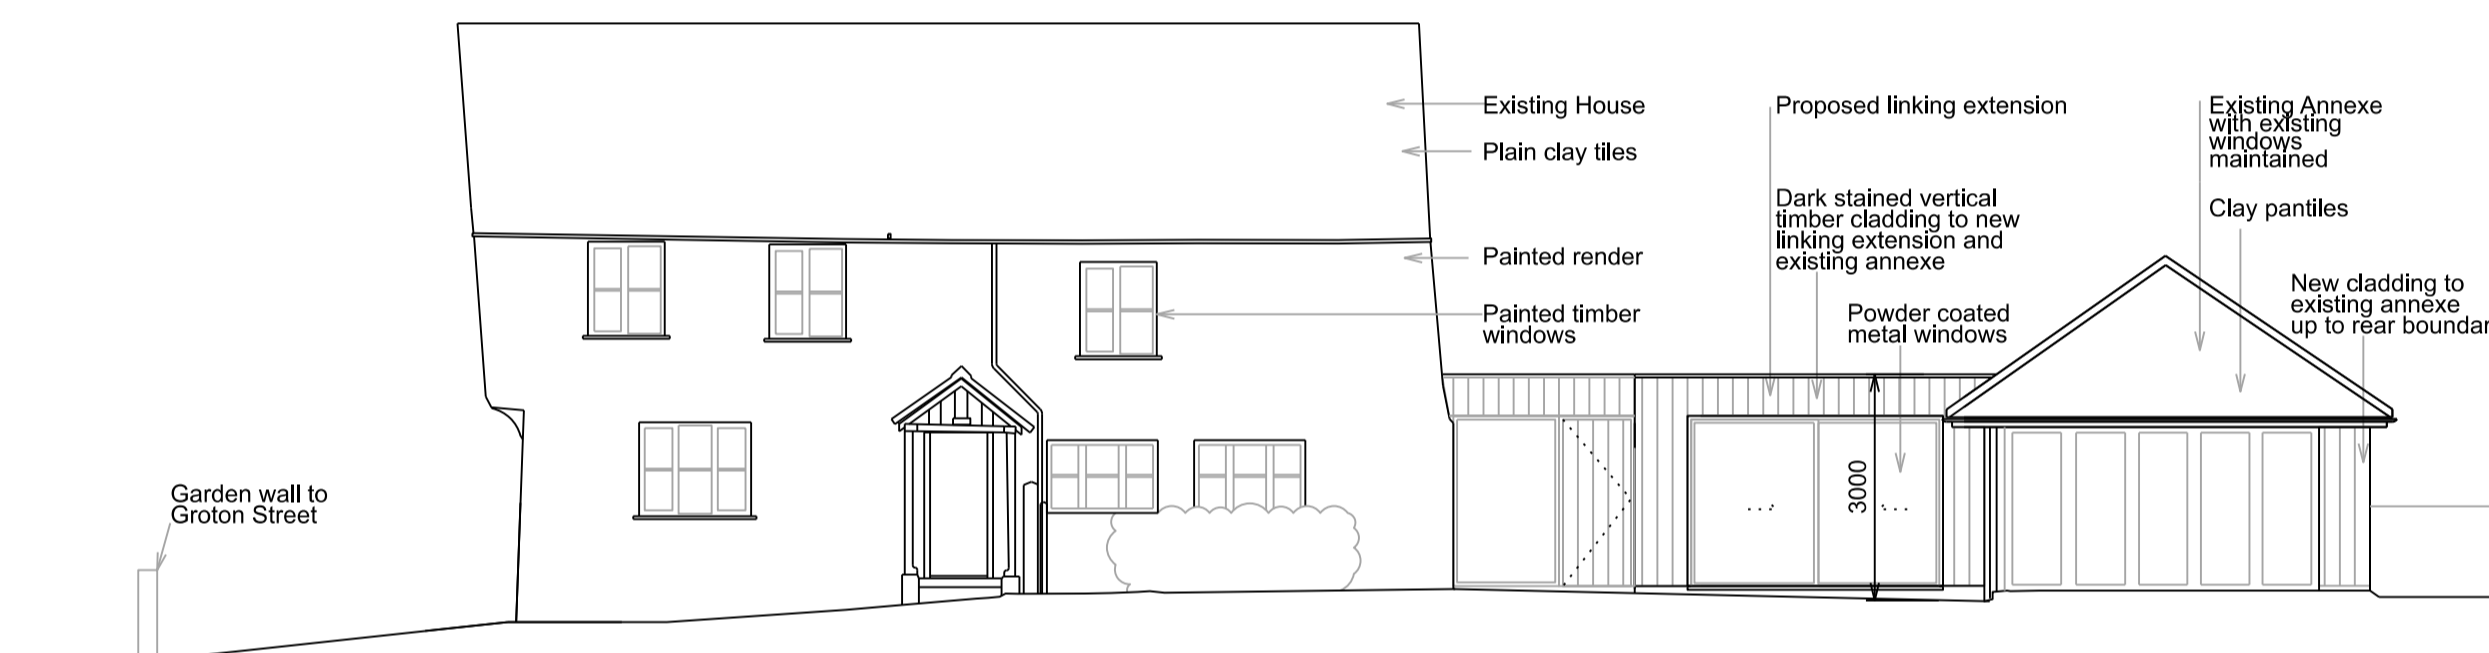 Existing House
Plain clay tiles
Painted render
Painted timber
windows
Proposed linking extension
Dark stained vertical
timber cladding to new
linking extension and
existing annexe
Powder coated
metal windows
Existing Annexe
with existing
windows
maintained
Clay pantiles
New cladding to
existing annexe
up to rear boundar
Garden wall to
Groton Street
3000